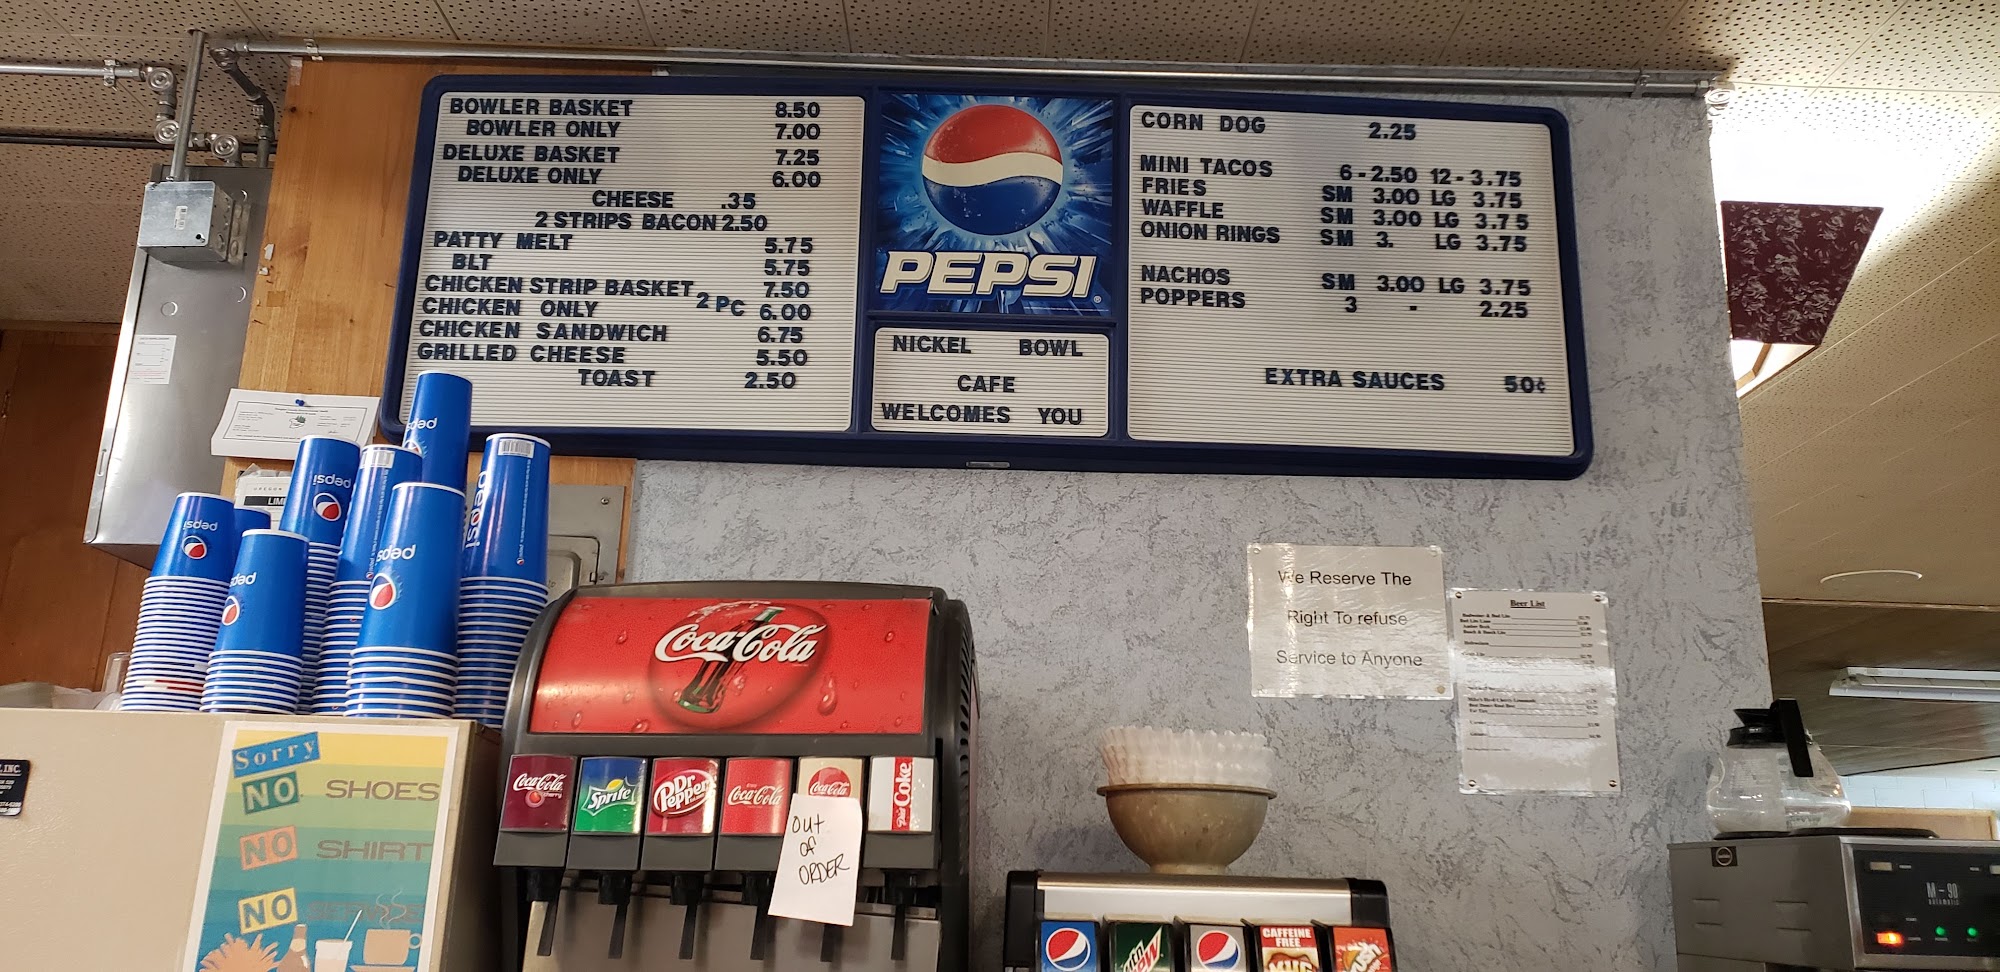 BOWLER BASKET 8.50
BOWLER ONLY 7.00
DELUXE BASKET 7.25
DELUXE ONLY 6.00
CHEESE .35
2 STRIPS BACON 2.50
PATTY MELT 5.75
BLT 5.75
CHICKEN STRIP BASKET 7.50
CHICKEN ONLY 2 PC 6.00
CHICKEN SANDWICH 6.75
GRILLED CHEESE 5.50
TOAST 2.50
PEPSI
NICKEL BOWL
CAFE
WELCOMES YOU
CORN DOG 2.25
MINI TACOS 6 - 2.50 12 - 3.75
FRIES SM 3.00 LG 3.75
WAFFLE SM 3.00 LG 3.75
ONION RINGS SM 3. LG 3.75
NACHOS SM 3.00 LG 3.75
POPPERS 3 - 2.25
EXTRA SAUCES 50¢
pepsi
pepsi
pepsi
pepsi
pepsi
pepsi
Coca-Cola
Coca-Cola
Cherry
Sprite
Dr Pepper
Coca-Cola
Coca-Cola
Diet Coke
OUT
OF
ORDER
Sorry
NO SHOES
NO SHIRT
NO SERVICE
We Reserve The
Right To refuse
Service to Anyone
Beer List
CAFFEINE
FREE
MUG
M-90